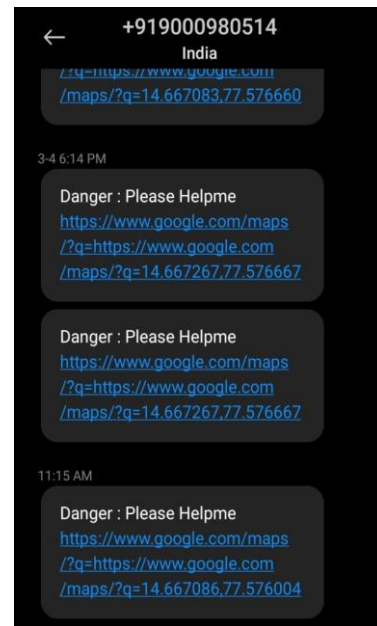 +919000980514
India
/?q=https://www.google.com
/maps/?q=14.667083,77.576660
3-4 6:14 PM
Danger : Please Helpme
https://www.google.com/maps
/?q=https://www.google.com
/maps/?q=14.667267,77.576667
Danger : Please Helpme
https://www.google.com/maps
/?q=https://www.google.com
/maps/?q=14.667267,77.576667
11:15 AM
Danger : Please Helpme
https://www.google.com/maps
/?q=https://www.google.com
/maps/?q=14.667086,77.576004